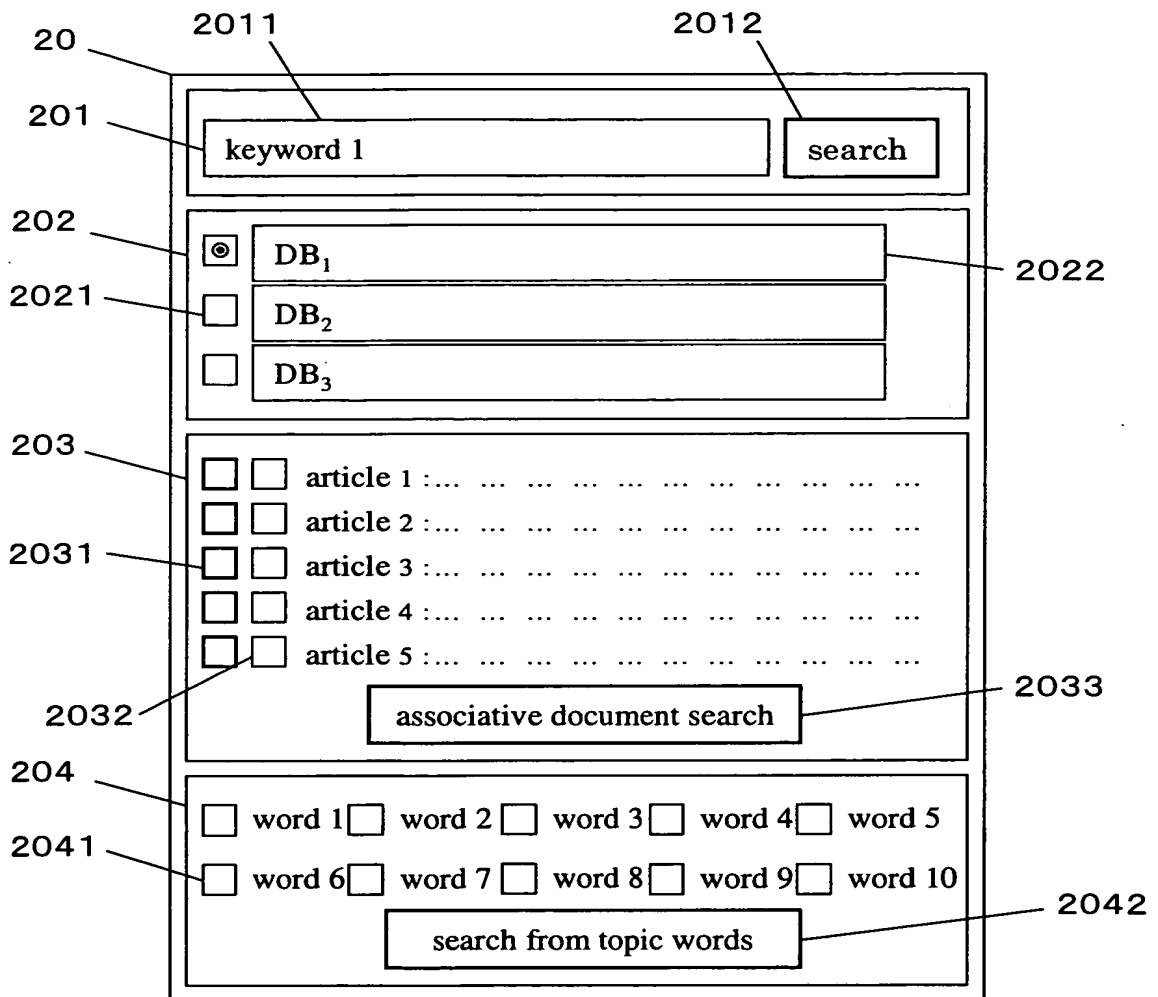 2011 2012
20
201
keyword 1 search
202
DB₁
2022
2021
DB₂
DB₃
203
article 1 :... ... ... ... ... ... ... ... ... ... ...
article 2 :... ... ... ... ... ... ... ... ... ... ...
2031
article 3 :... ... ... ... ... ... ... ... ... ... ...
article 4 :... ... ... ... ... ... ... ... ... ... ...
article 5 :... ... ... ... ... ... ... ... ... ... ...
2033
2032
associative document search
204
word 1 word 2 word 3 word 4 word 5
2041
word 6 word 7 word 8 word 9 word 10
2042
search from topic words